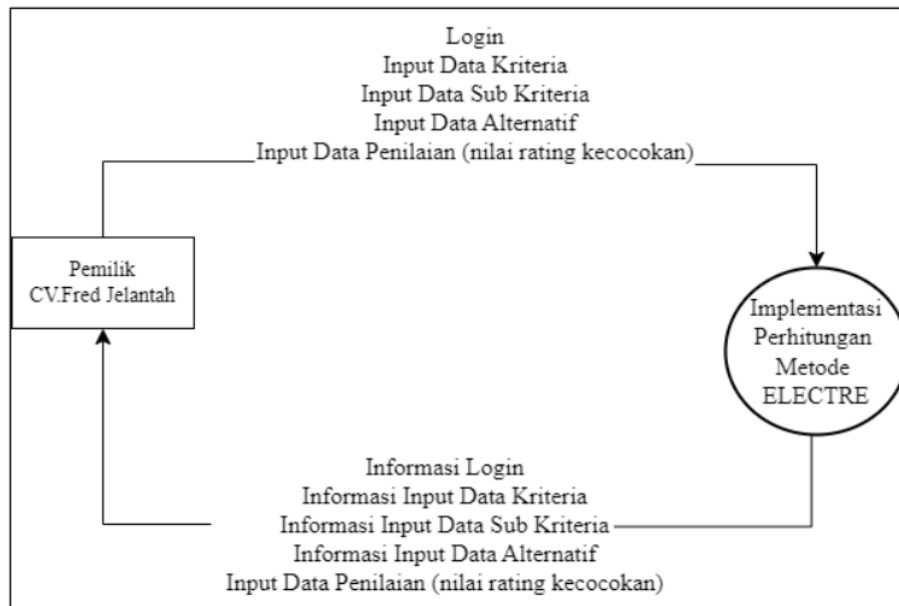 Login
Input Data Kriteria
Input Data Sub Kriteria
Input Data Alternatif
Input Data Penilaian (nilai rating kecocokan)
Pemilik
CV.Fred Jelantah
Implementasi
Perhitungan
Metode
ELECTRE
Informasi Login
Informasi Input Data Kriteria
Informasi Input Data Sub Kriteria
Informasi Input Data Alternatif
Input Data Penilaian (nilai rating kecocokan)